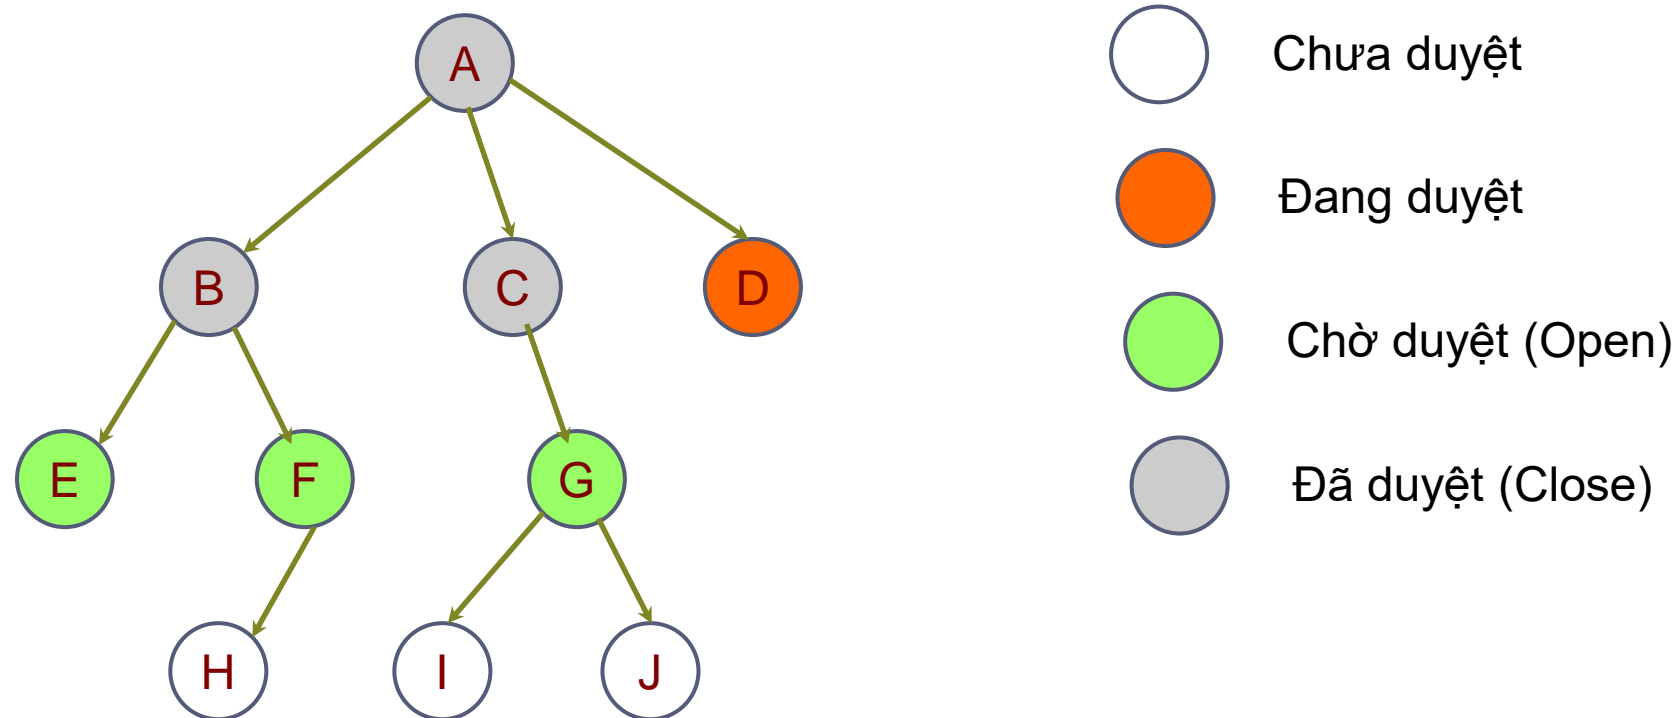 A
B
C
D
E
F
G
H
I
J
Chưa duyệt
Đang duyệt
Chờ duyệt (Open)
Đã duyệt (Close)